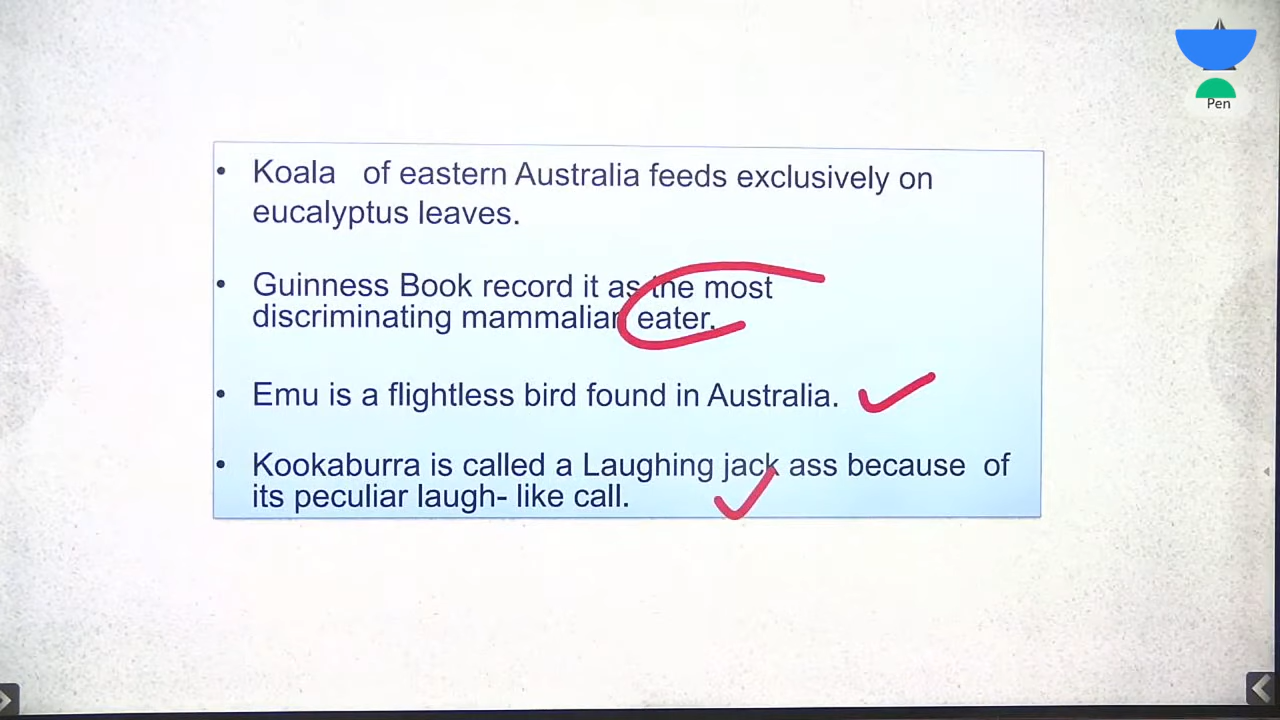 Pen
Koala of eastern Australia feeds exclusively on
eucalyptus leaves.
Guinness Book record it as the most
discriminating mammalian eater.
Emu is a flightless bird found in Australia.
Kookaburra is called a Laughing jack ass because of
its peculiar laugh- like call.